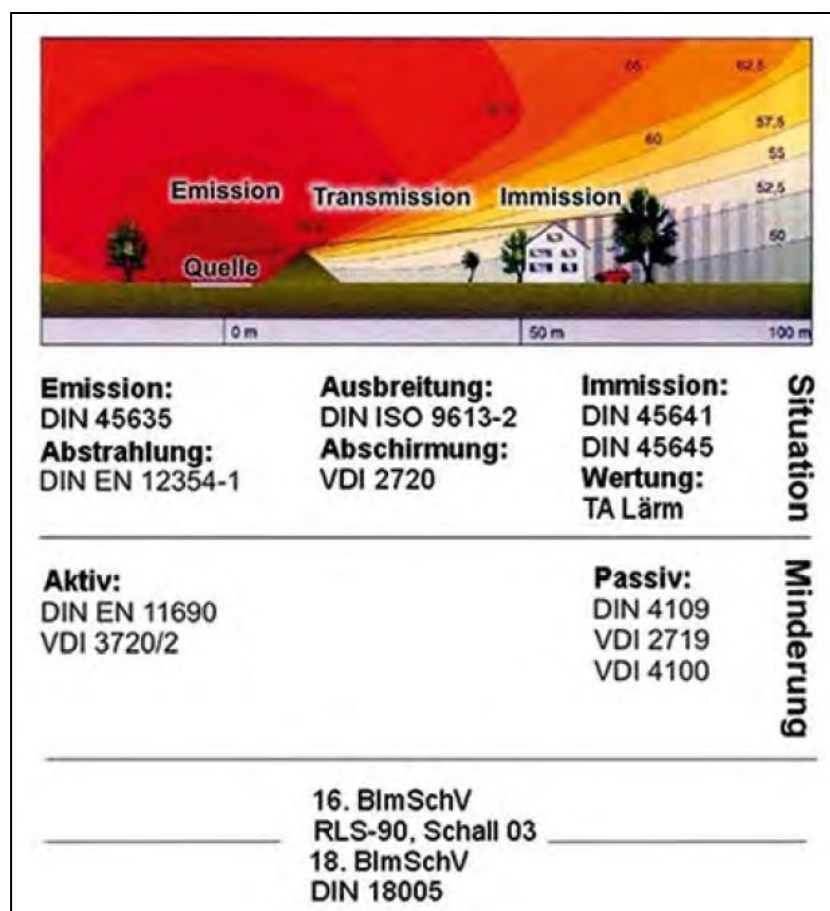 65
62,5
57,5
60
55
52,5
50
Emission
Transmission
Immission
Quelle
0 m
50 m
100 m
Emission:
DIN 45635
Abstrahlung:
DIN EN 12354-1
Ausbreitung:
DIN ISO 9613-2
Abschirmung:
VDI 2720
Immission:
DIN 45641
DIN 45645
Wertung:
TA Lärm
Situation
Aktiv:
DIN EN 11690
VDI 3720/2
Passiv:
DIN 4109
VDI 2719
VDI 4100
Minderung
16. BImSchV
RLS-90, Schall 03
18. BImSchV
DIN 18005